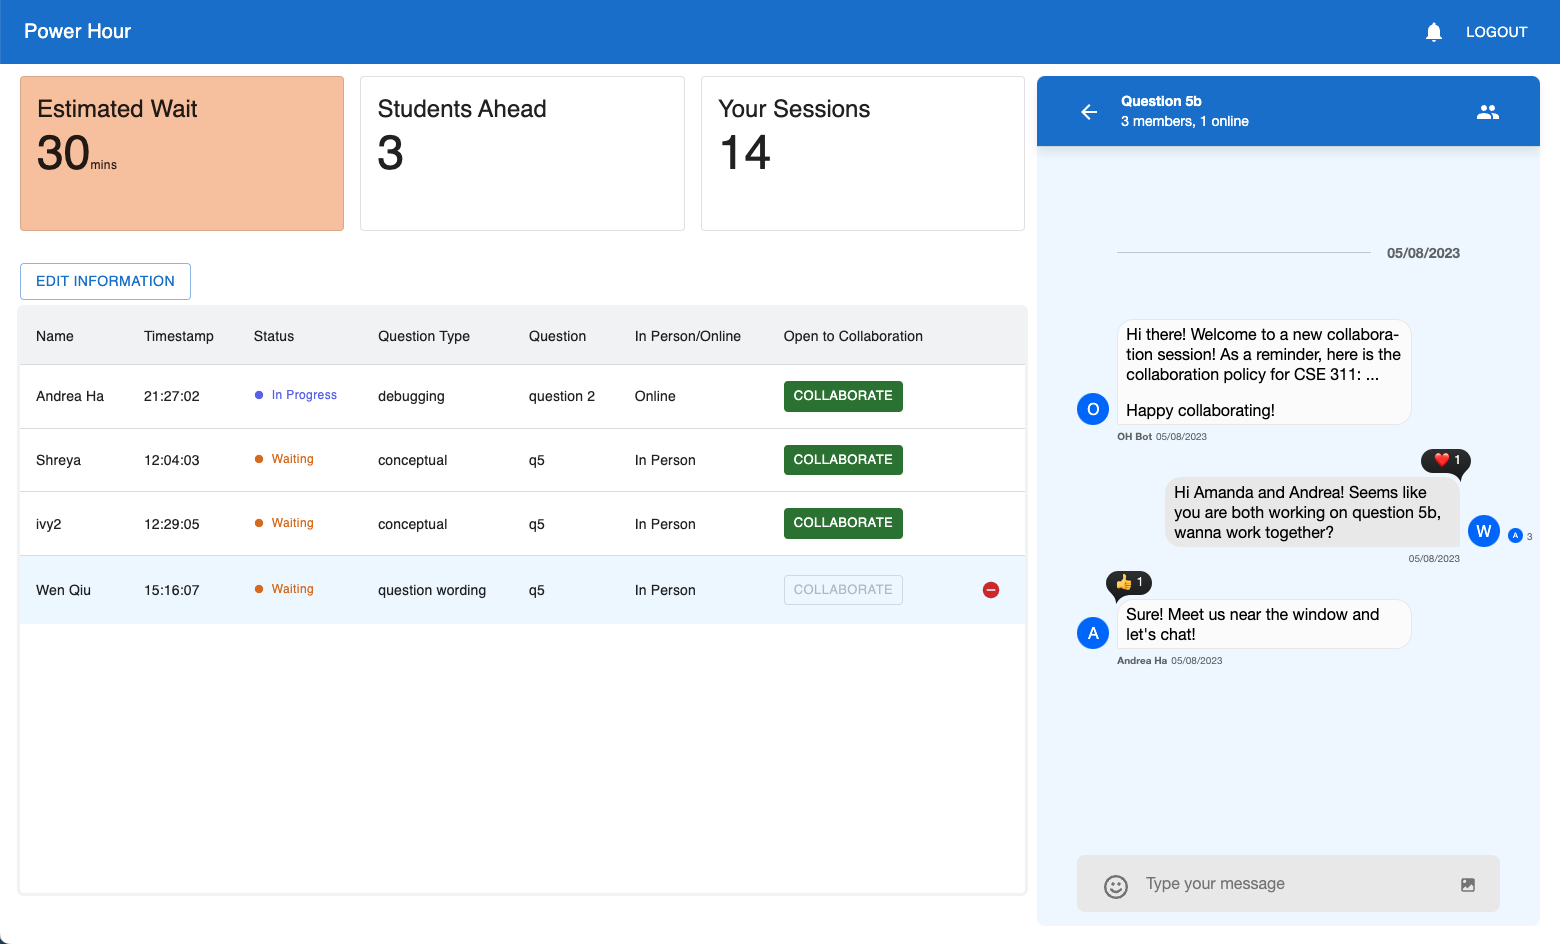 Power Hour
LOGOUT
Estimated Wait
30 mins
Students Ahead
3
Your Sessions
14
EDIT INFORMATION
Name Timestamp Status Question Type Question In Person/Online Open to Collaboration
Andrea Ha 21:27:02 In Progress debugging question 2 Online COLLABORATE
Shreya 12:04:03 Waiting conceptual q5 In Person COLLABORATE
ivy2 12:29:05 Waiting conceptual q5 In Person COLLABORATE
Wen Qiu 15:16:07 Waiting question wording q5 In Person COLLABORATE
Question 5b
3 members, 1 online
05/08/2023
Hi there! Welcome to a new collabora-
tion session! As a reminder, here is the
collaboration policy for CSE 311: ...
Happy collaborating!
O
OH Bot 05/08/2023
❤️ 1
Hi Amanda and Andrea! Seems like
you are both working on question 5b,
wanna work together?
W
A 3
05/08/2023
👍 1
Sure! Meet us near the window and
let's chat!
A
Andrea Ha 05/08/2023
Type your message